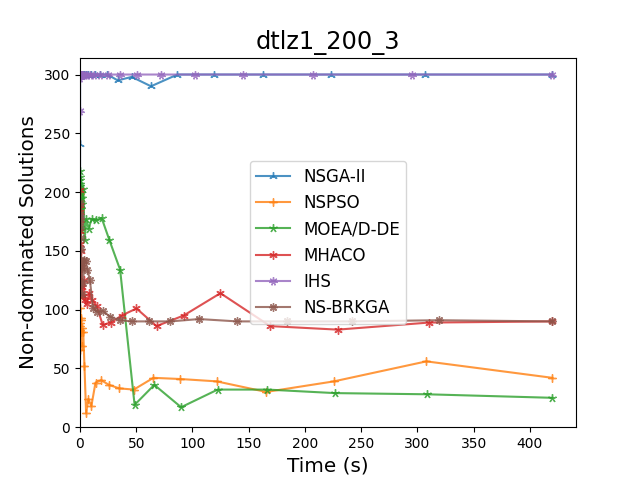 dtlz1_200_3
Non-dominated Solutions
300
250
200
150
100
50
0
NSGA-II
NSPSO
MOEA/D-DE
MHACO
IHS
NS-BRKGA
0 50 100 150 200 250 300 350 400
Time (s)